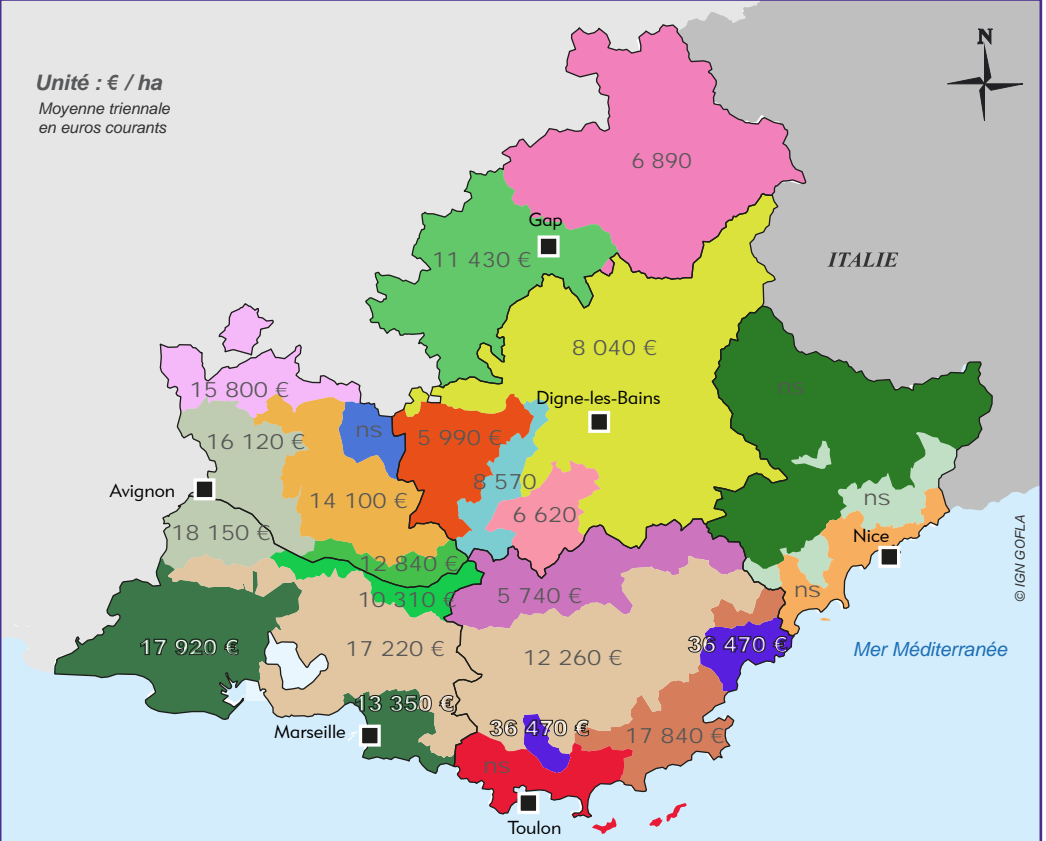 N
Unité : € / ha
Moyenne triennale
en euros courants
6 890
Gap
11 430 €
ITALIE
8 040 €
ns
15 800 €
Digne-les-Bains
ns
5 990 €
16 120 €
8 570
Avignon
14 100 €
6 620
ns
18 150 €
Nice
12 840 €
5 740 €
ns
10 310 €
© IGN GOFLA
17 920 €
17 220 €
12 260 €
36 470 €
Mer Méditerranée
13 350 €
36 470 €
Marseille
17 840 €
ns
Toulon